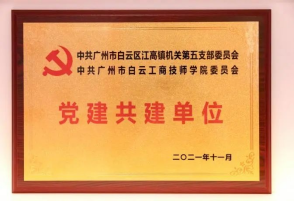 中共广州市白云区江高镇机关第五支部委员会
中共广州市白云工商技师学院委员会
党建共建单位
二〇二一年十一月